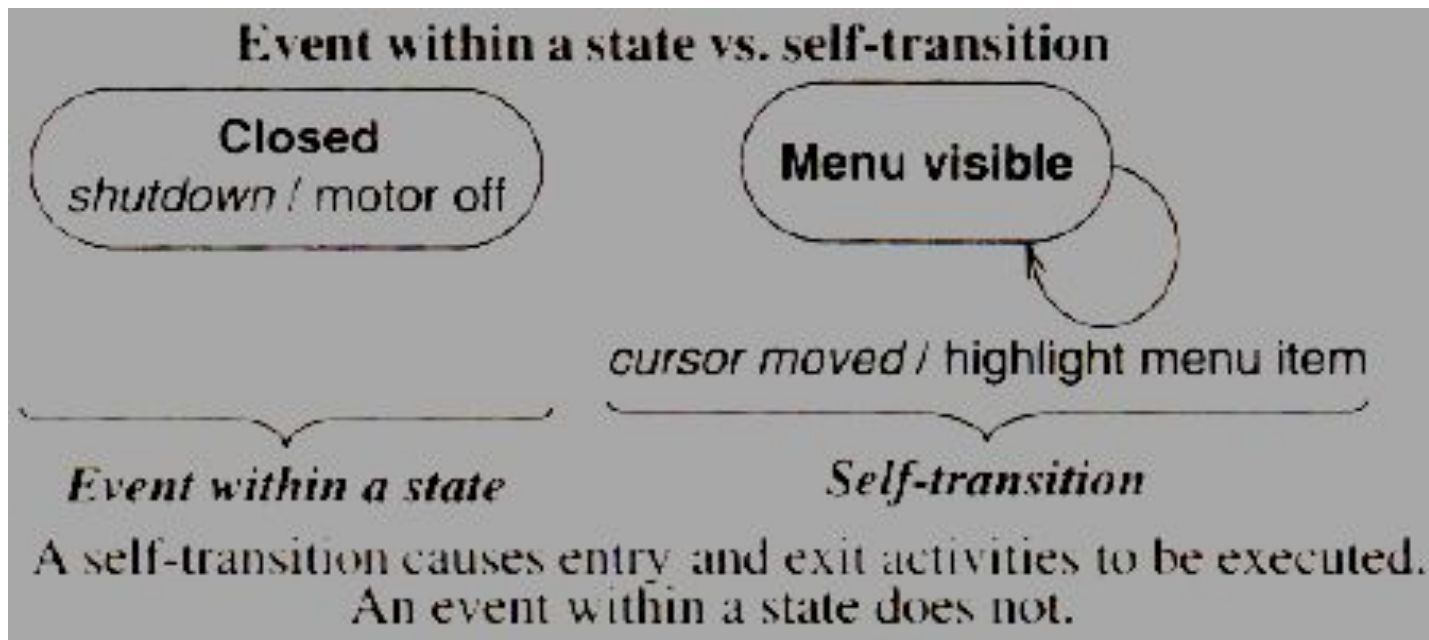 Event within a state vs. self-transition
Closed
shutdown / motor off
Menu visible
cursor moved / highlight menu item
Event within a state
Self-transition
A self-transition causes entry and exit activities to be executed.
An event within a state does not.